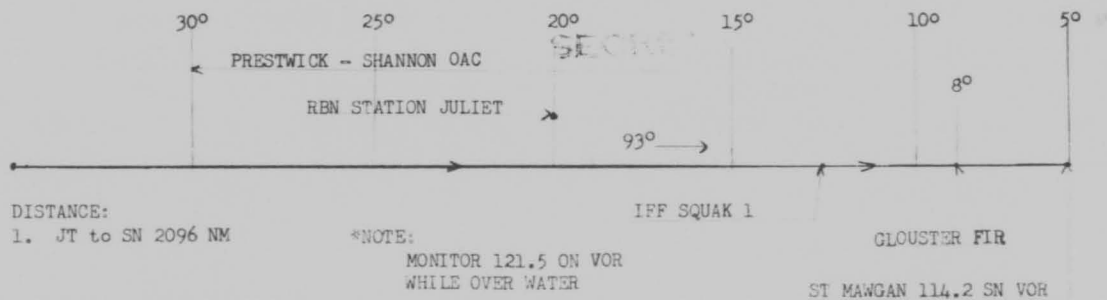 30° 25° 20° 15° 10° 5°
SECRE
PRESTWICK - SHANNON OAC
8°
RBN STATION JULIET
93°
DISTANCE:
IFF SQUAK 1
1. JT to SN 2096 NM
*NOTE:
GLOUSTER FIR
MONITOR 121.5 ON VOR
WHILE OVER WATER
ST MAWGAN 114.2 SN VOR